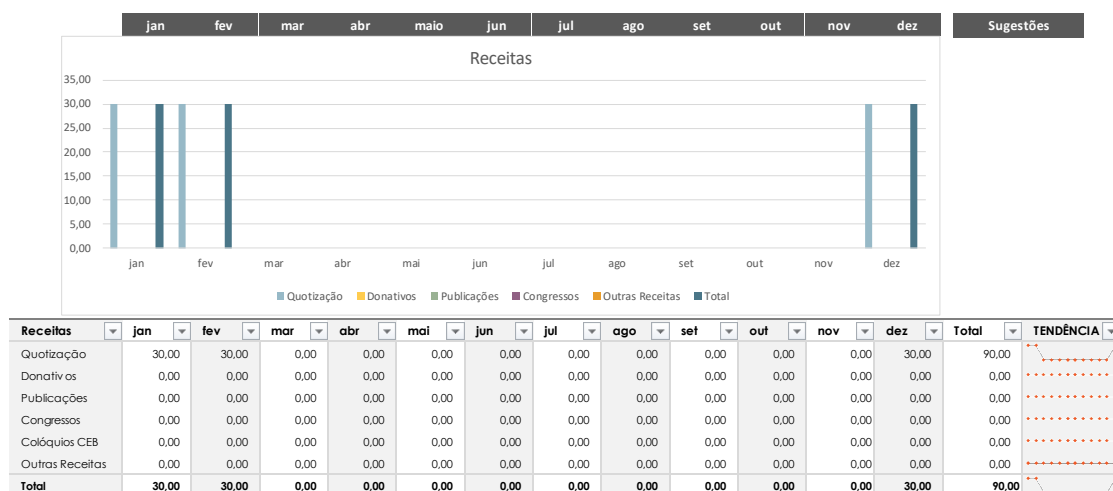 jan fev mar abr maio jun jul ago set out nov dez Sugestões
Receitas
35,00
30,00
25,00
20,00
15,00
10,00
5,00
0,00
jan fev mar abr mai jun jul ago set out nov dez
Quotização Donativos Publicações Congressos Outras Receitas Total
Receitas jan fev mar abr mai jun jul ago set out nov dez Total TENDÊNCIA
Quotização 30,00 30,00 0,00 0,00 0,00 0,00 0,00 0,00 0,00 0,00 0,00 30,00 90,00
Donativos 0,00 0,00 0,00 0,00 0,00 0,00 0,00 0,00 0,00 0,00 0,00 0,00 0,00
Publicações 0,00 0,00 0,00 0,00 0,00 0,00 0,00 0,00 0,00 0,00 0,00 0,00 0,00
Congressos 0,00 0,00 0,00 0,00 0,00 0,00 0,00 0,00 0,00 0,00 0,00 0,00 0,00
Colóquios CEB 0,00 0,00 0,00 0,00 0,00 0,00 0,00 0,00 0,00 0,00 0,00 0,00 0,00
Outras Receitas 0,00 0,00 0,00 0,00 0,00 0,00 0,00 0,00 0,00 0,00 0,00 0,00 0,00
Total 30,00 30,00 0,00 0,00 0,00 0,00 0,00 0,00 0,00 0,00 0,00 30,00 90,00